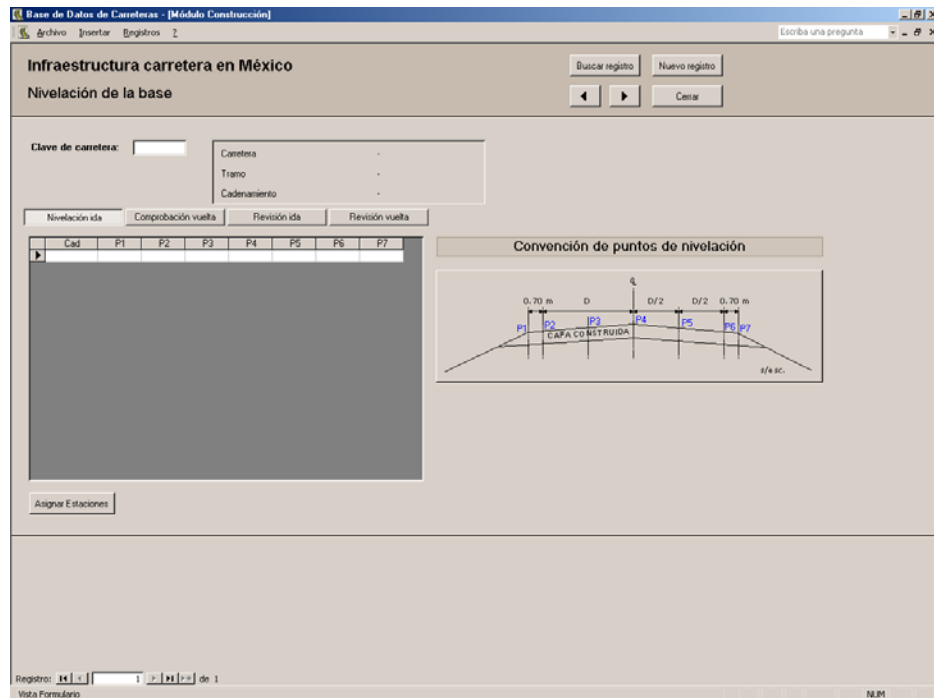 Base de Datos de Carreteras - [Módulo Construcción]
Archivo Insertar Registros ? Escriba una pregunta
Infraestructura carretera en México
Buscar registro Nuevo registro
Nivelación de la base
Cerrar
Clave de carretera:
Carretera -
Tramo -
Cadenamiento -
Nivelación ida Comprobación vuelta Revisión ida Revisión vuelta
Cad P1 P2 P3 P4 P5 P6 P7
Convención de puntos de nivelación
0.70 m D D/2 D/2 0.70 m
P1 P2 P3 P4 P5 P6 P7
CAPA CONSTRUIDA
s/esc.
Asignar Estaciones
Registro: 1 de 1
Vista Formulario NUM